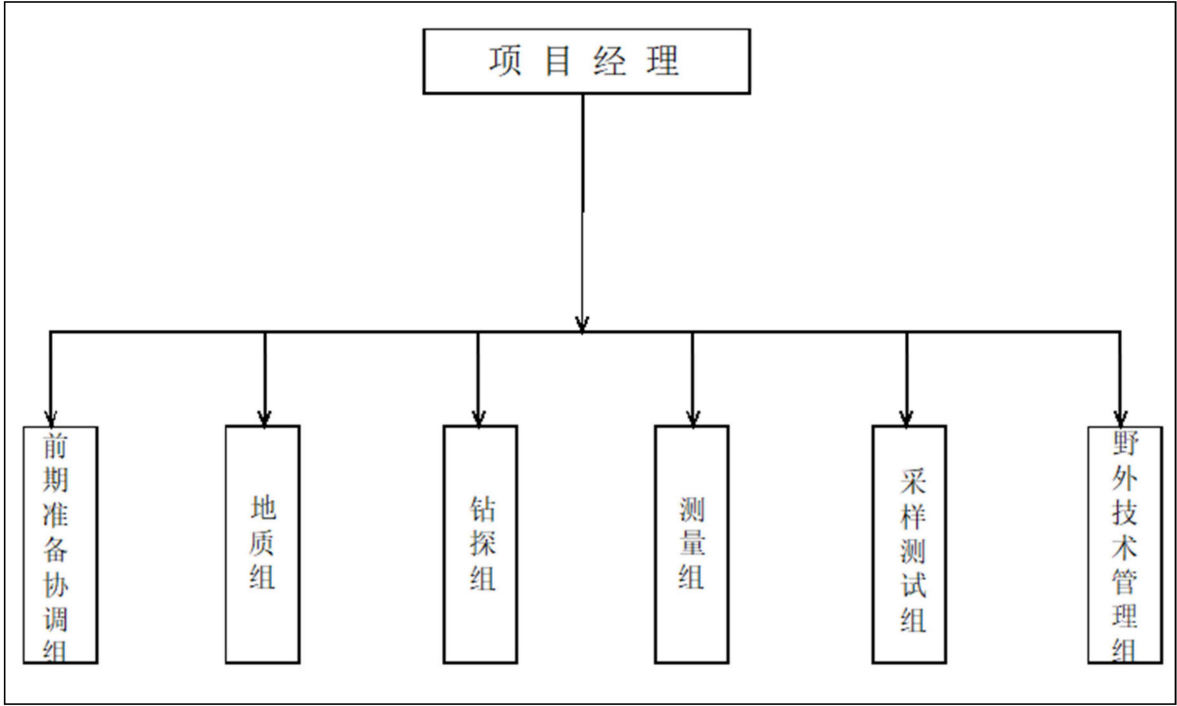 项目经理
前期准备协调组
地质组
钻探组
测量组
采样测试组
野外技术管理组